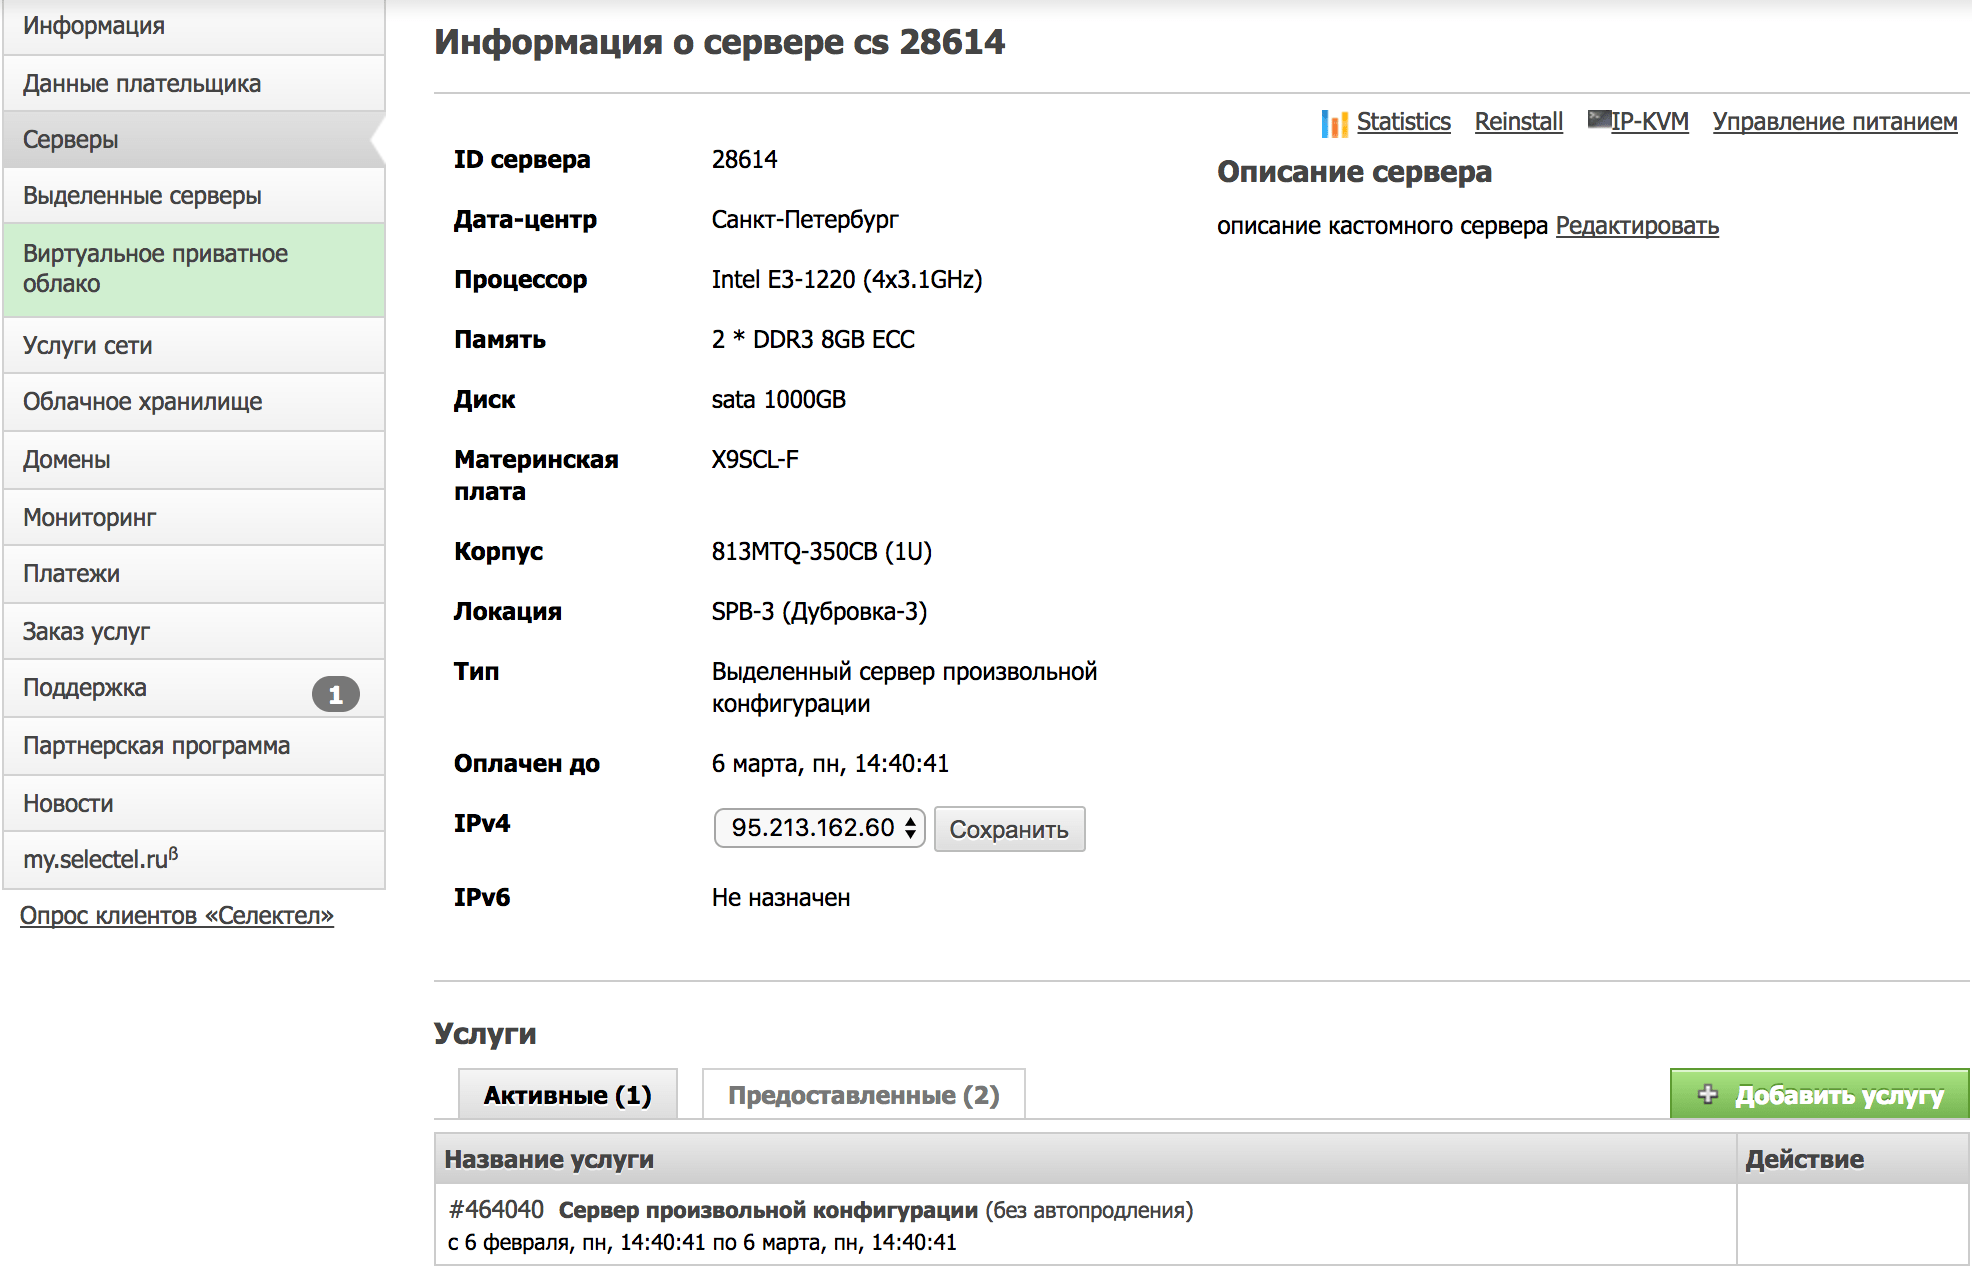 Информация
Данные плательщика
Серверы
Выделенные серверы
Виртуальное приватное
облако
Услуги сети
Облачное хранилище
Домены
Мониторинг
Платежи
Заказ услуг
Поддержка 1
Партнерская программа
Новости
my.selectel.ruᵝ
Опрос клиентов «Селектел»
Информация о сервере cs 28614
Statistics Reinstall IP-KVM Управление питанием
ID сервера 28614
Дата-центр Санкт-Петербург
Процессор Intel E3-1220 (4x3.1GHz)
Память 2 * DDR3 8GB ECC
Диск sata 1000GB
Материнская X9SCL-F
плата
Корпус 813MTQ-350CB (1U)
Локация SPB-3 (Дубровка-3)
Тип Выделенный сервер произвольной
конфигурации
Оплачен до 6 марта, пн, 14:40:41
IPv4 95.213.162.60 Сохранить
IPv6 Не назначен
Описание сервера
описание кастомного сервера Редактировать
Услуги
Активные (1) Предоставленные (2) Добавить услугу
Название услуги Действие
#464040 Сервер произвольной конфигурации (без автопродления)
с 6 февраля, пн, 14:40:41 по 6 марта, пн, 14:40:41